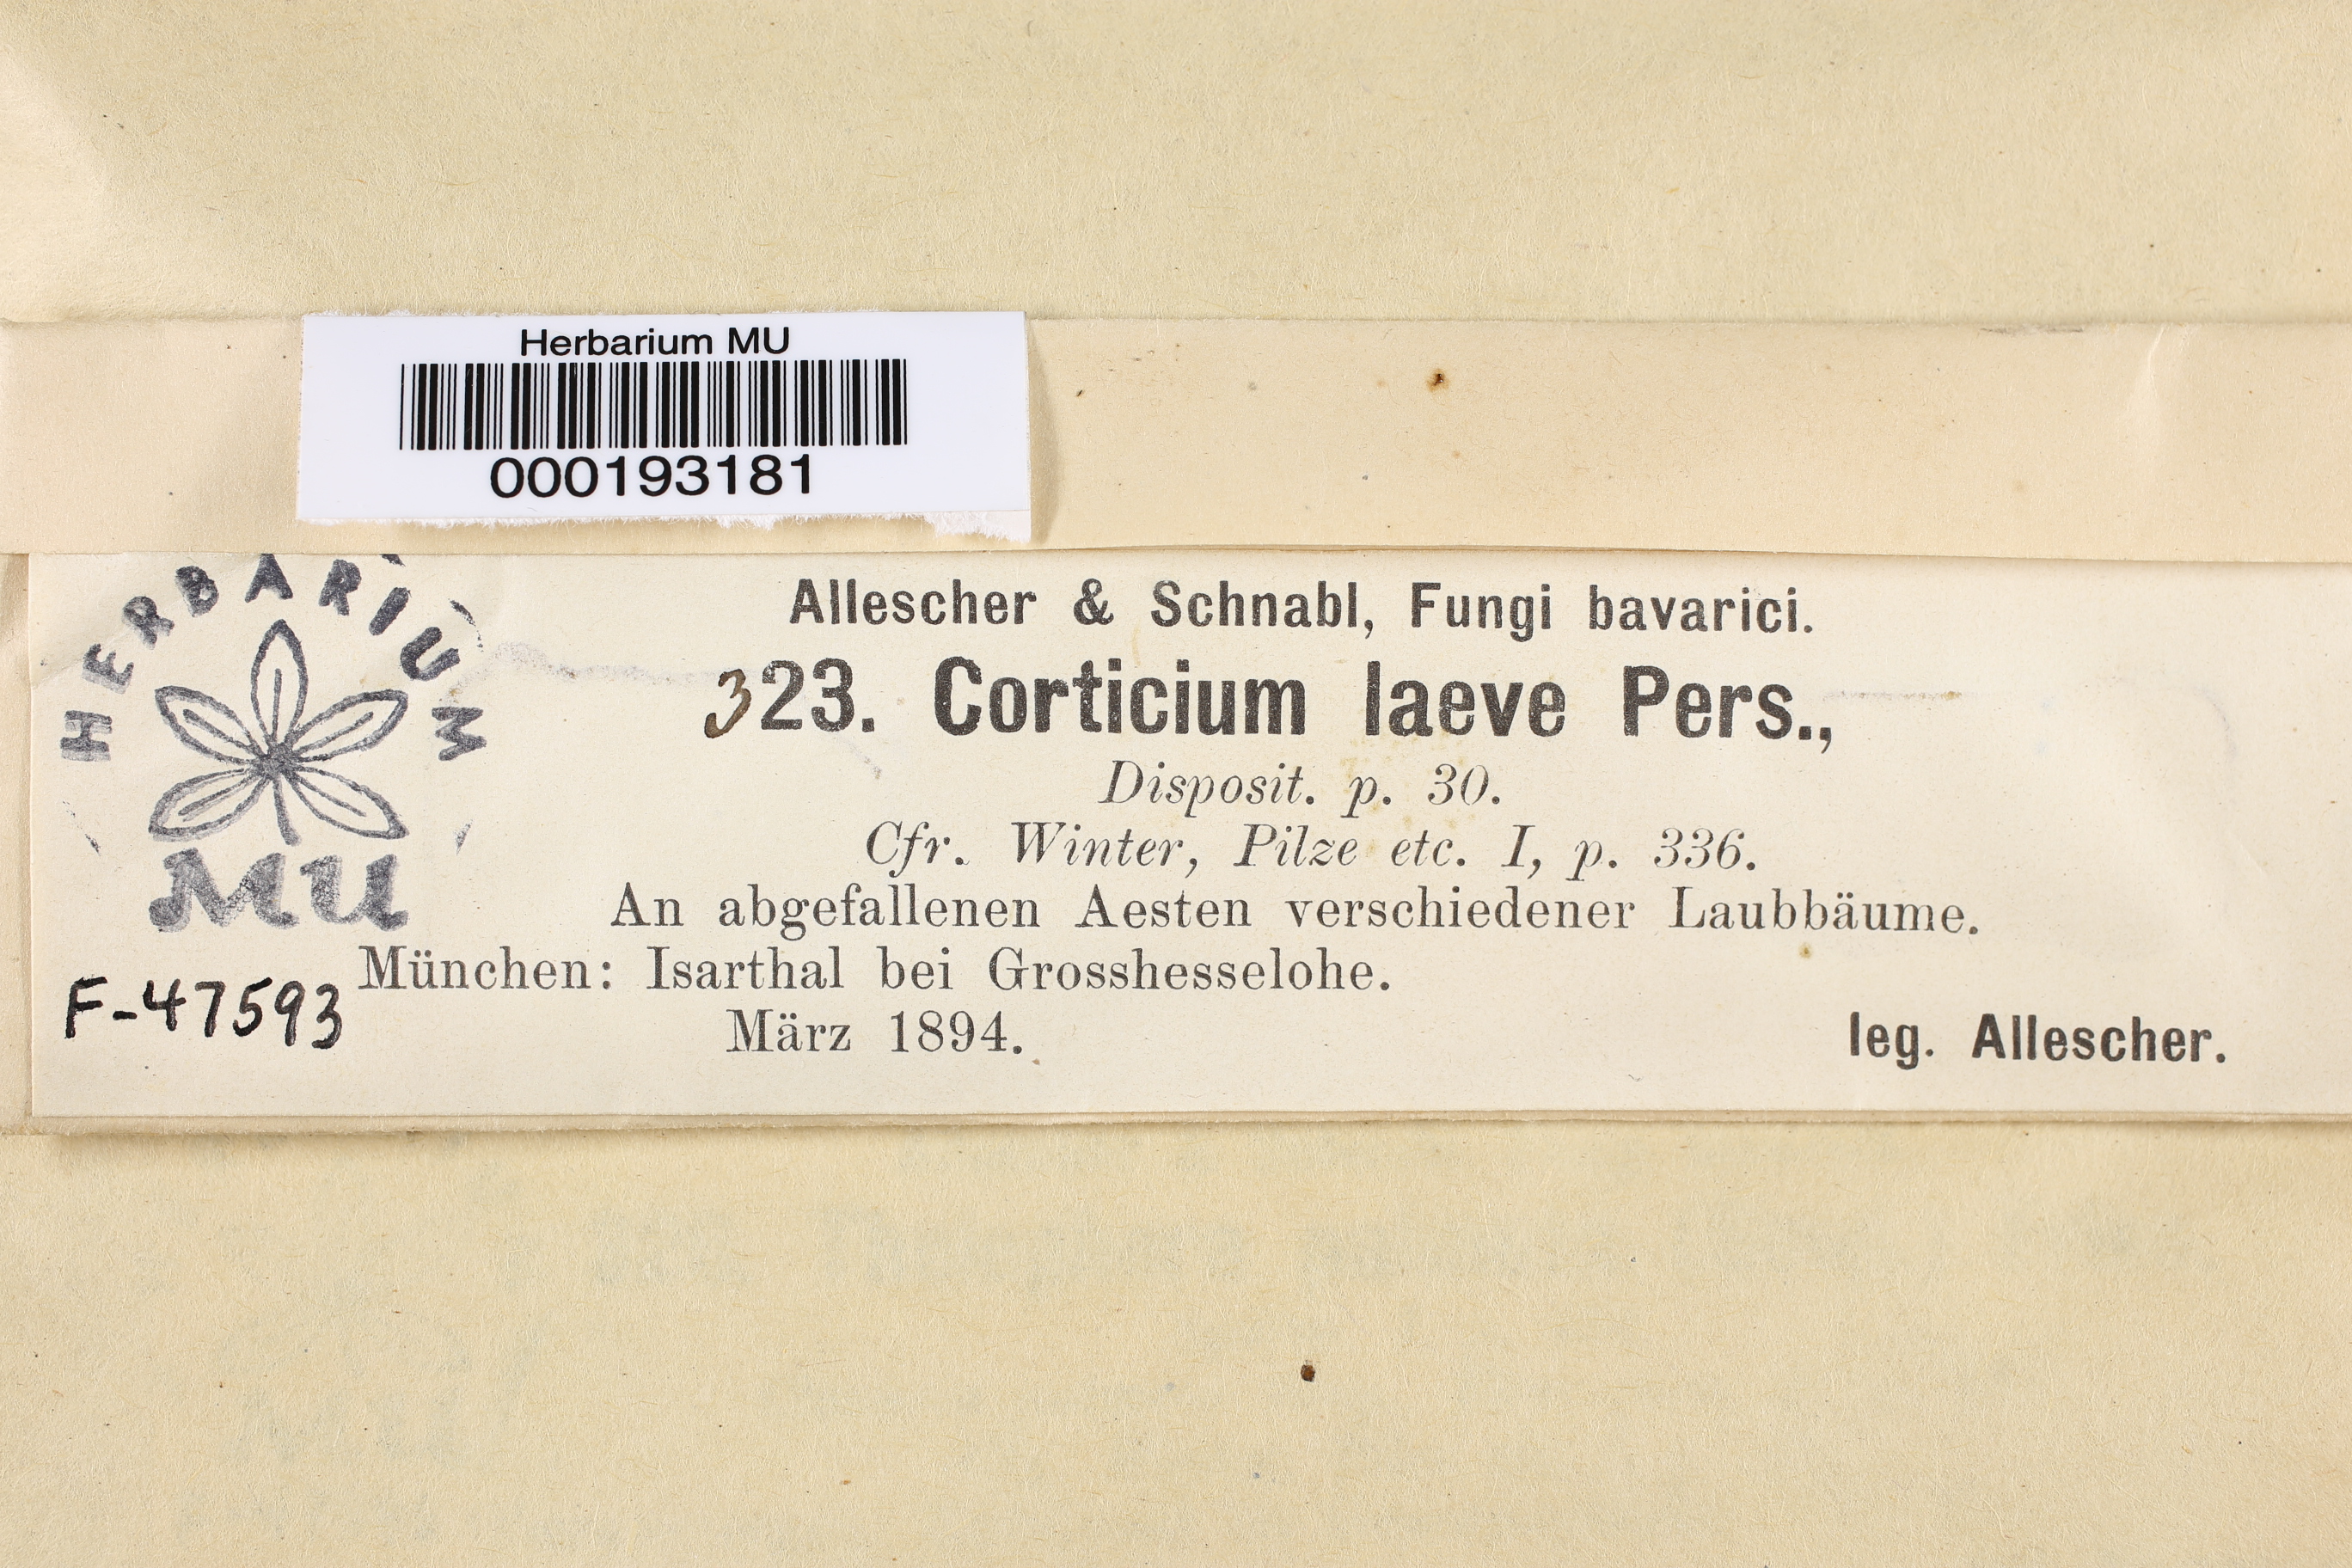 Herbarium MU
000193181
HERBARIUM
MU
Allescher & Schnabl, Fungi bavarici.
323. Corticium laeve Pers.,
Disposit. p. 30.
Cfr. Winter, Pilze etc. I, p. 336.
An abgefallenen Aesten verschiedener Laubbäume.
München: Isarthal bei Grosshesselohe.
F-47593
März 1894.
leg. Allescher.